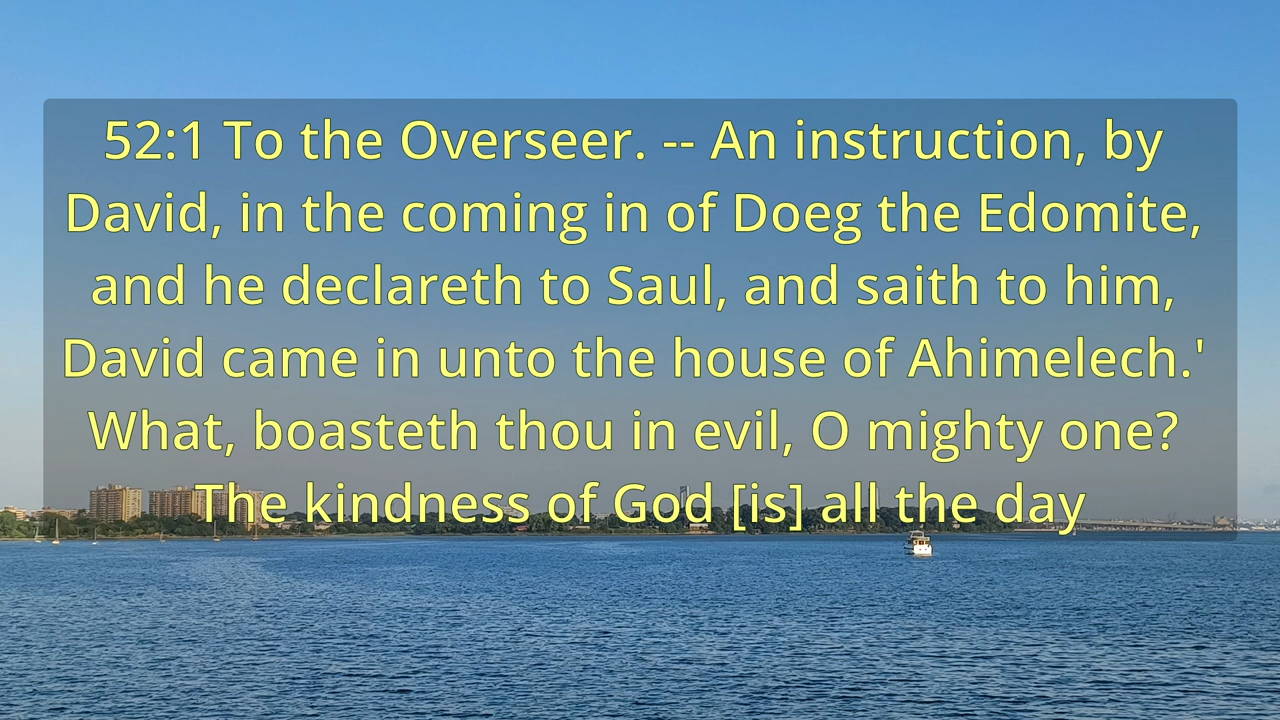 52:1 To the Overseer. -- An instruction, by
David, in the coming in of Doeg the Edomite,
and he declareth to Saul, and saith to him,
David came in unto the house of Ahimelech.'
What, boasteth thou in evil, O mighty one?
The kindness of God [is] all the day